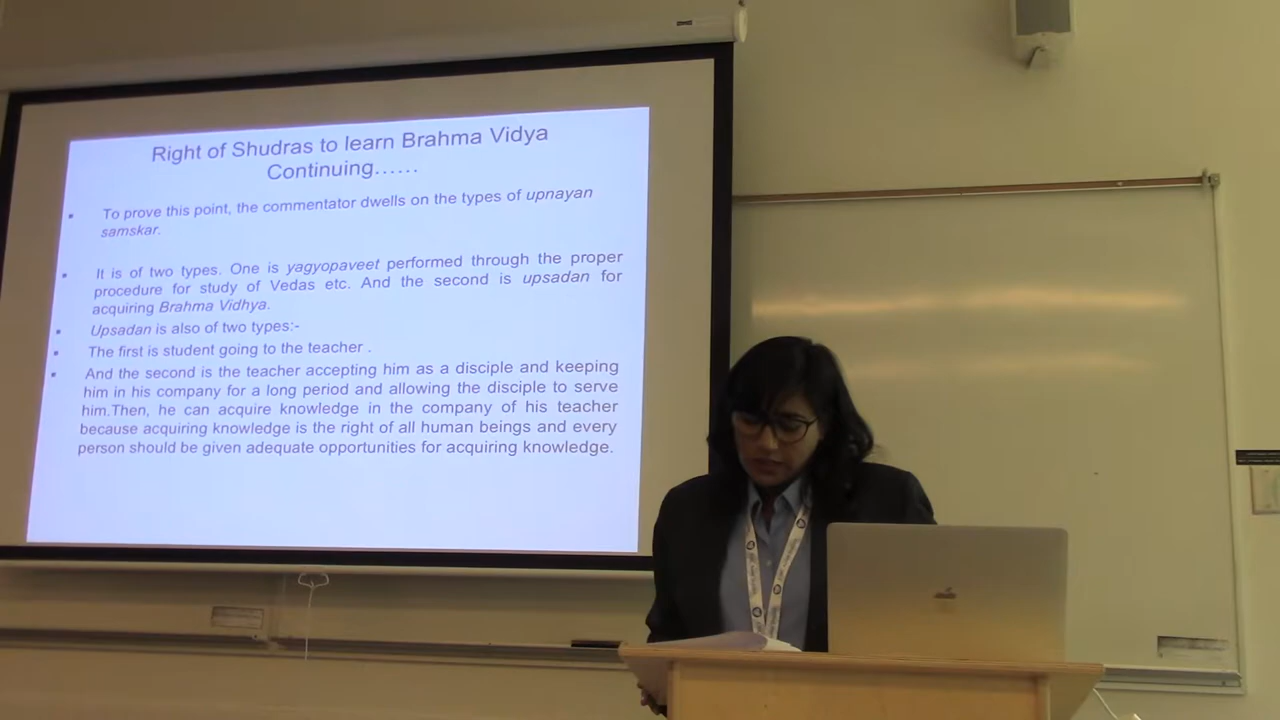 Right of Shudras to learn Brahma Vidya
Continuing……
To prove this point, the commentator dwells on the types of upnayan
samskar.
It is of two types. One is yagyopaveet performed through the proper
procedure for study of Vedas etc. And the second is upsadan for
acquiring Brahma Vidhya.
Upsadan is also of two types:-
The first is student going to the teacher .
And the second is the teacher accepting him as a disciple and keeping
him in his company for a long period and allowing the disciple to serve
him.Then, he can acquire knowledge in the company of his teacher
because acquiring knowledge is the right of all human beings and every
person should be given adequate opportunities for acquiring knowledge.